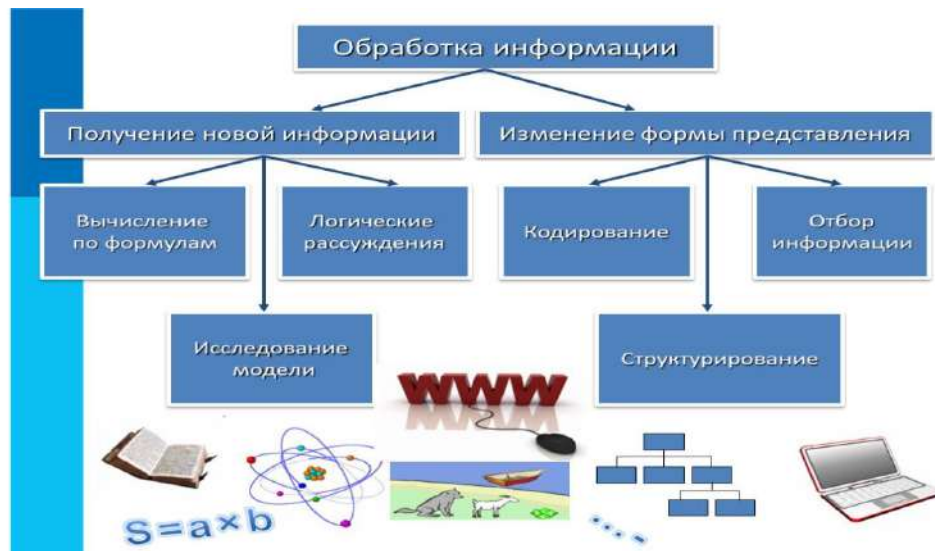 Обработка информации
Получение новой информации
Изменение формы представления
Вычисление
по формулам
Логические
рассуждения
Кодирование
Отбор
информации
Исследование
модели
Структурирование
www
S=a×b
...-